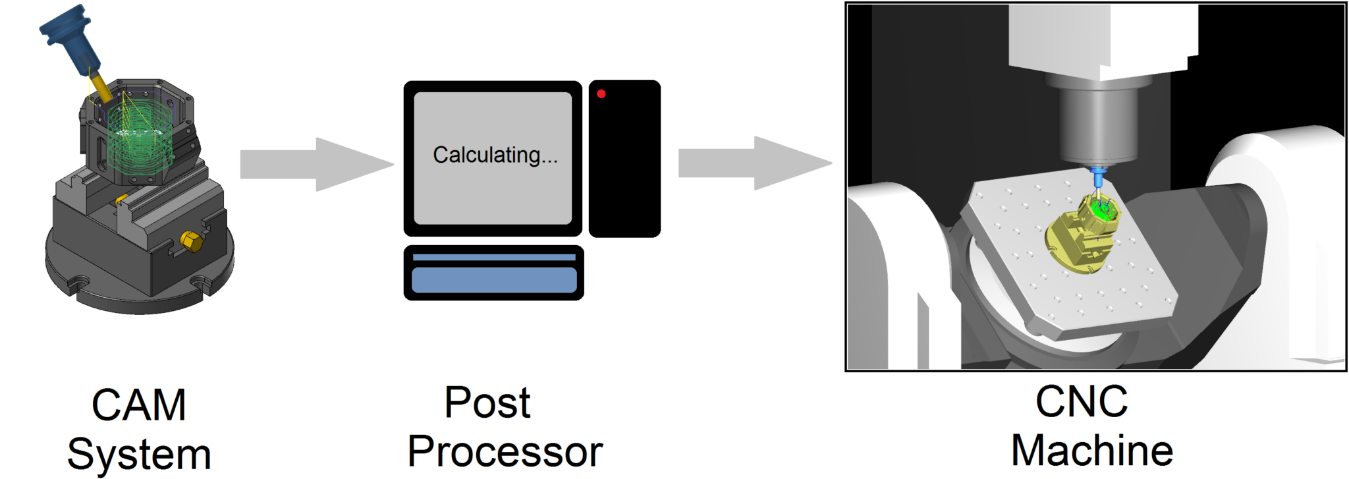 Calculating...
CAM
System
Post
Processor
CNC
Machine